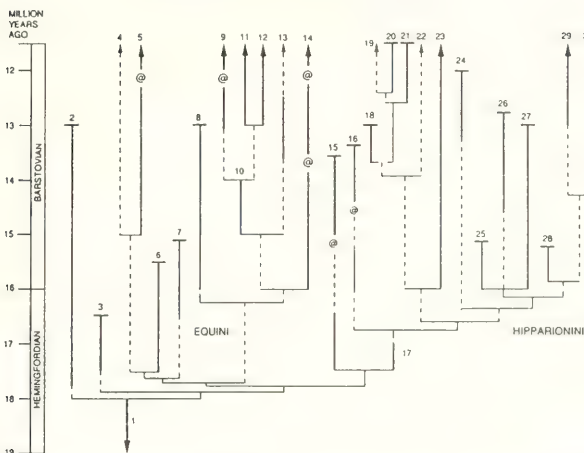 MILLION
YEARS
AGO
4 5 9 11 12 13 14 19 20 21 22 23 29
@ @ @
12
24
2 8 18 26 27
13
16
15
@
10
14
@
@
BARSTOVIAN
7 25 28
15
6
16
3
EQUINI HIPPARIONINI
17
17
HEMINGFORDIAN
18
1
19